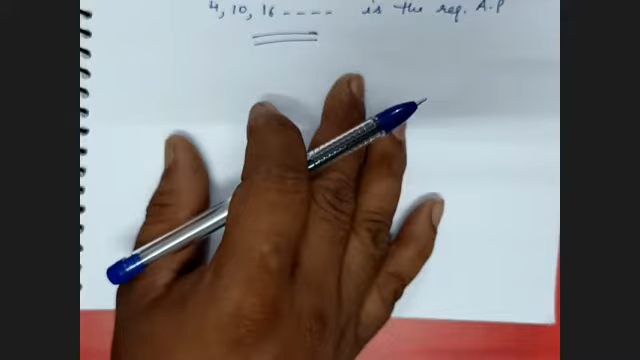 4, 10, 16 ---- is the req. A.P